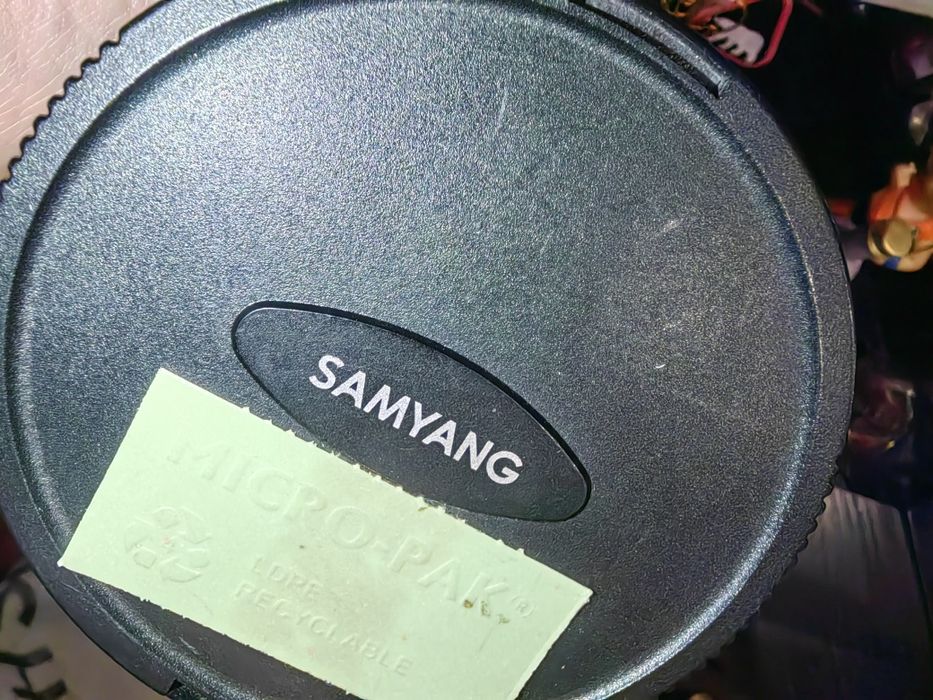 SAMYANG
MICRO-PAK®
LDPE
RECYCLABLE